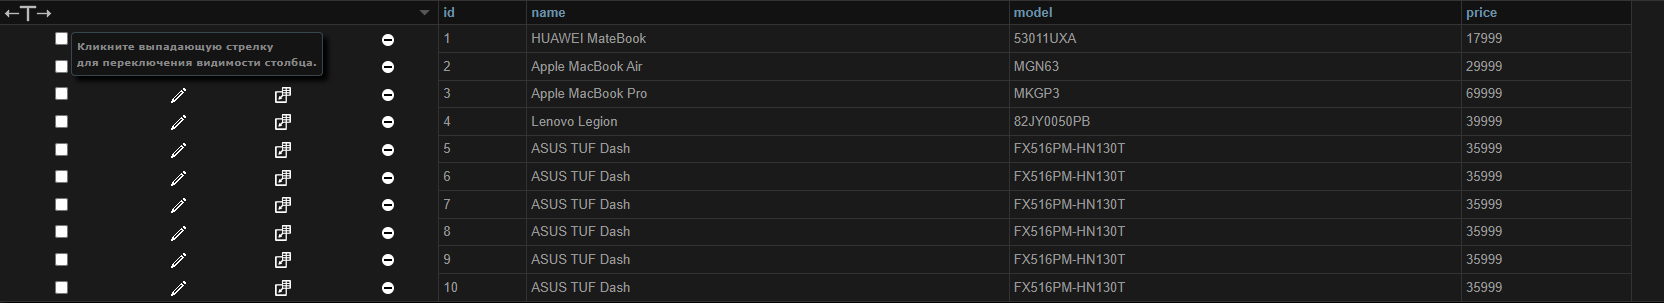 ←T→ id name model price
1 HUAWEI MateBook 53011UXA 17999
Кликните выпадающую стрелку
для переключения видимости столбца.
2 Apple MacBook Air MGN63 29999
3 Apple MacBook Pro MKGP3 69999
4 Lenovo Legion 82JY0050PB 39999
5 ASUS TUF Dash FX516PM-HN130T 35999
6 ASUS TUF Dash FX516PM-HN130T 35999
7 ASUS TUF Dash FX516PM-HN130T 35999
8 ASUS TUF Dash FX516PM-HN130T 35999
9 ASUS TUF Dash FX516PM-HN130T 35999
10 ASUS TUF Dash FX516PM-HN130T 35999